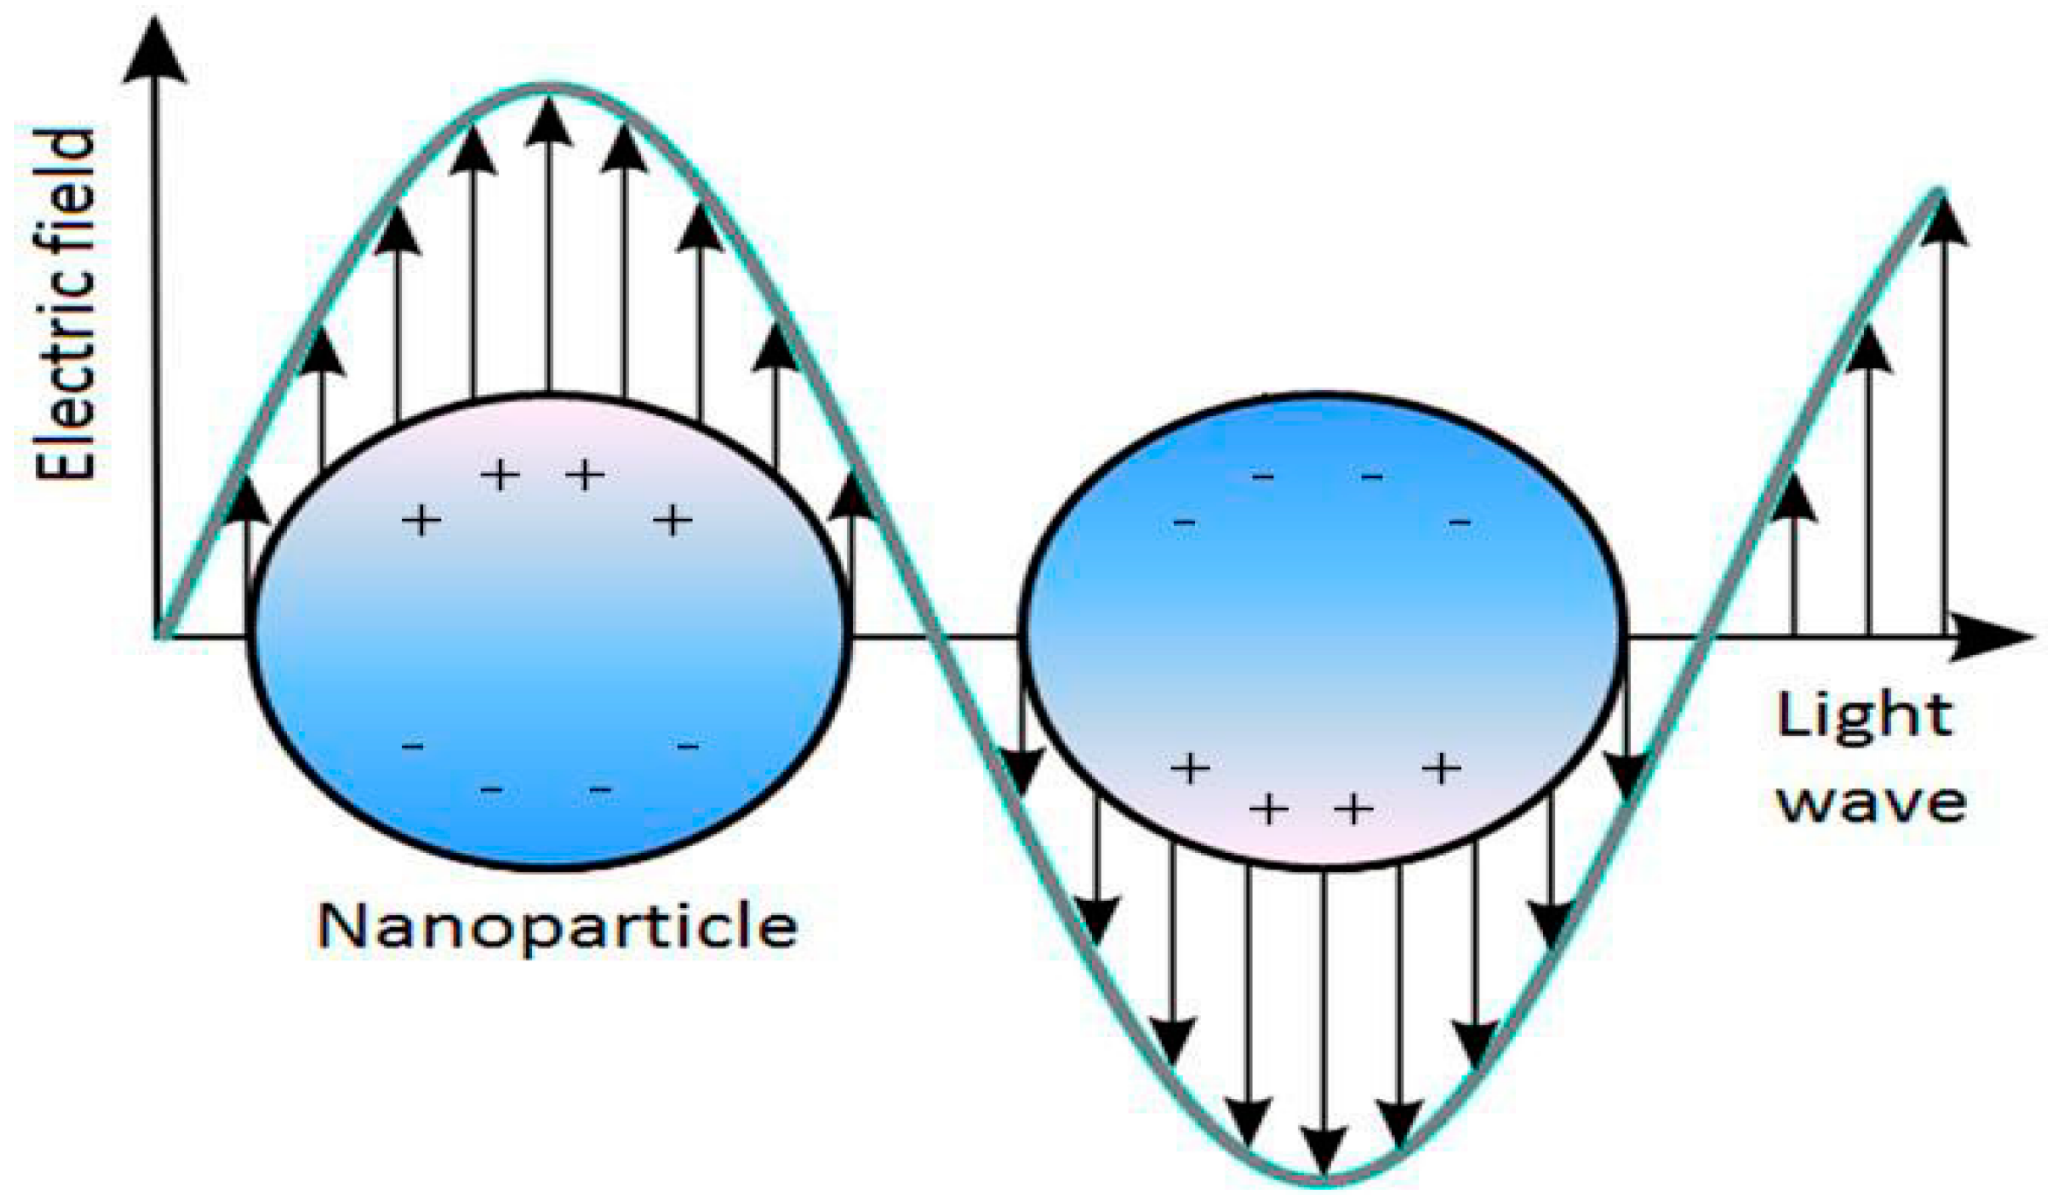 Electric field
+ +
+ +
- -
- -
- -
- -
+ +
+ +
Nanoparticle
Light
wave